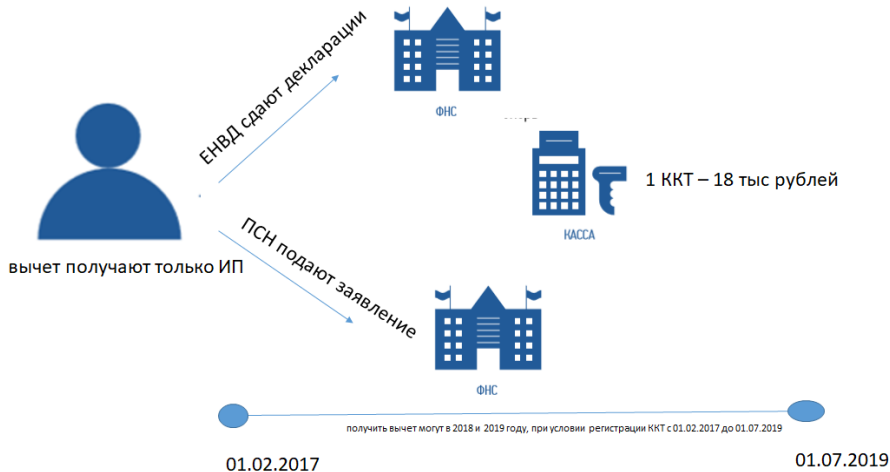 ЕНВД сдают декларации
ФНС
1 ККТ – 18 тыс рублей
КАССА
ПСН подают заявление
вычет получают только ИП
ФНС
получить вычет могут в 2018 и 2019 году, при условии регистрации ККТ с 01.02.2017 до 01.07.2019
01.02.2017
01.07.2019